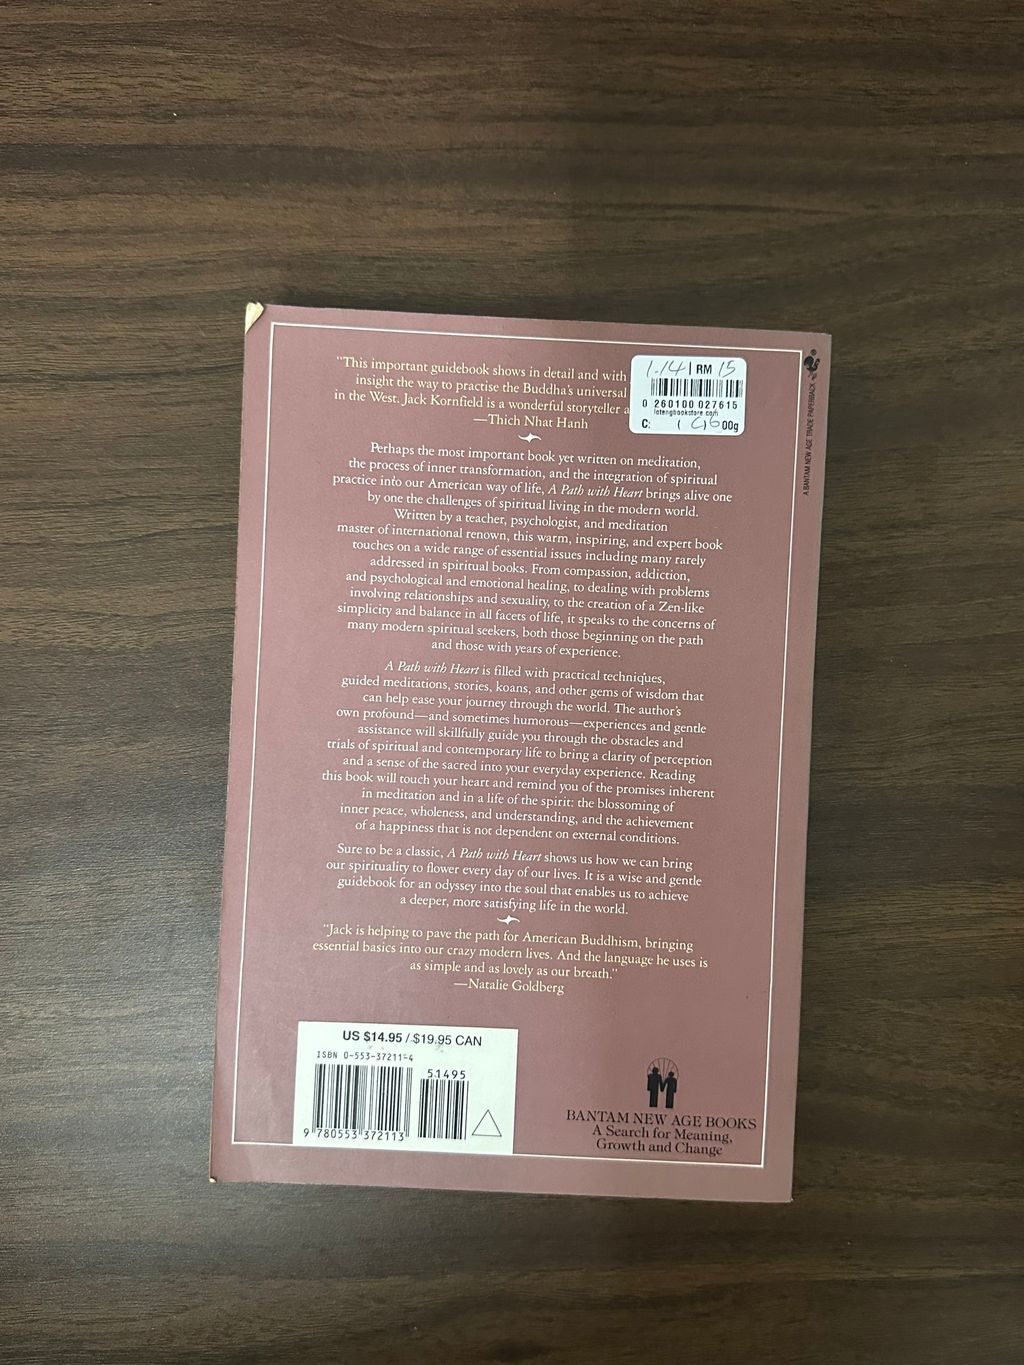 "This important guidebook shows in detail and with
insight the way to practise the Buddha's universal
in the West. Jack Kornfield is a wonderful storyteller a
—Thich Nhat Hanh
RM 15
0 260100 027615
lotengbookstore.com
C:
00g
A BANTAM NEW AGE TRADE PAPERBACK
Perhaps the most important book yet written on meditation,
the process of inner transformation, and the integration of spiritual
practice into our American way of life, A Path with Heart brings alive one
by one the challenges of spiritual living in the modern world.
Written by a teacher, psychologist, and meditation
master of international renown, this warm, inspiring, and expert book
touches on a wide range of essential issues including many rarely
addressed in spiritual books. From compassion, addiction,
and psychological and emotional healing, to dealing with problems
involving relationships and sexuality, to the creation of a Zen-like
simplicity and balance in all facets of life, it speaks to the concerns of
many modern spiritual seekers, both those beginning on the path
and those with years of experience.
A Path with Heart is filled with practical techniques,
guided meditations, stories, koans, and other gems of wisdom that
can help ease your journey through the world. The author's
own profound—and sometimes humorous—experiences and gentle
assistance will skillfully guide you through the obstacles and
trials of spiritual and contemporary life to bring a clarity of perception
and a sense of the sacred into your everyday experience. Reading
this book will touch your heart and remind you of the promises inherent
in meditation and in a life of the spirit: the blossoming of
inner peace, wholeness, and understanding, and the achievement
of a happiness that is not dependent on external conditions.
Sure to be a classic, A Path with Heart shows us how we can bring
our spirituality to flower every day of our lives. It is a wise and gentle
guidebook for an odyssey into the soul that enables us to achieve
a deeper, more satisfying life in the world.
"Jack is helping to pave the path for American Buddhism, bringing
essential basics into our crazy modern lives. And the language he uses is
as simple and as lovely as our breath."
—Natalie Goldberg
US $14.95 / $19.95 CAN
ISBN 0-553-37211-4
51495
9 780553 372113
BANTAM NEW AGE BOOKS
A Search for Meaning,
Growth and Change